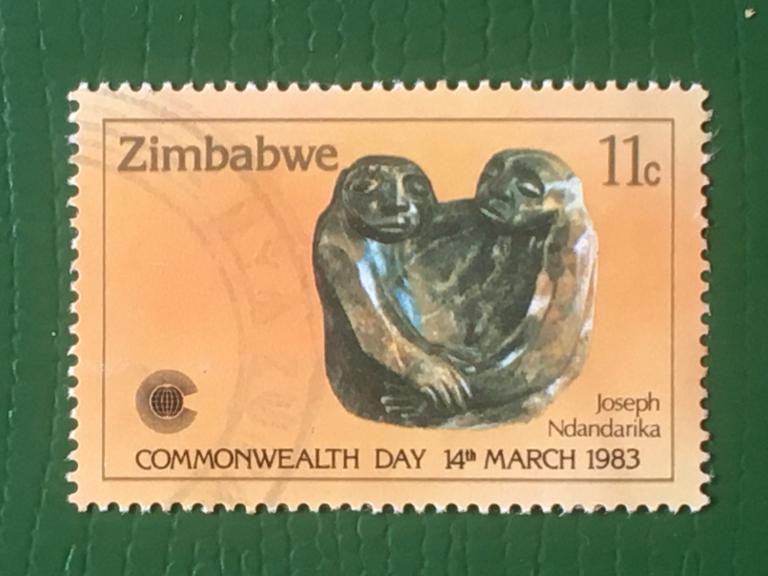 Zimbabwe
11c
Joseph
Ndandarika
COMMONWEALTH DAY 14th MARCH 1983